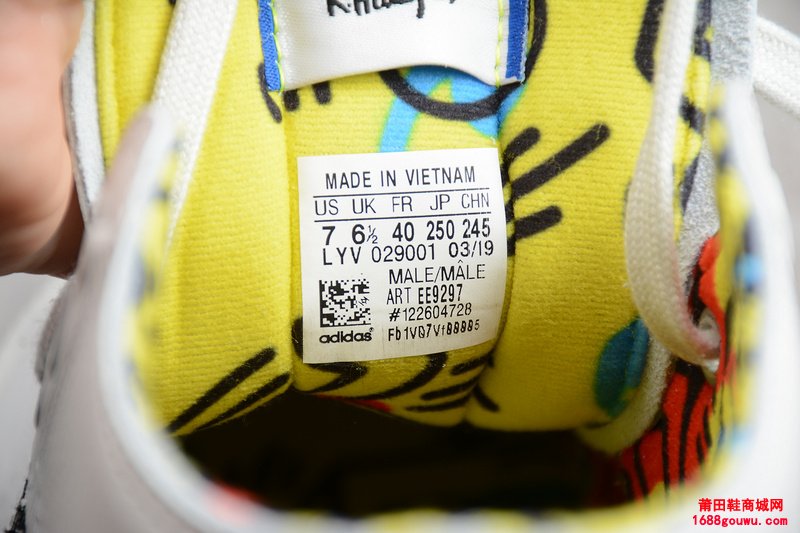 MADE IN VIETNAM
US UK FR JP CHN
7 6½ 40 250 245
LYV 029001 03/19
MALE/MÂLE
ART EE9297
#122604728
adidas®
莆田鞋商城网
1688gouwu.com